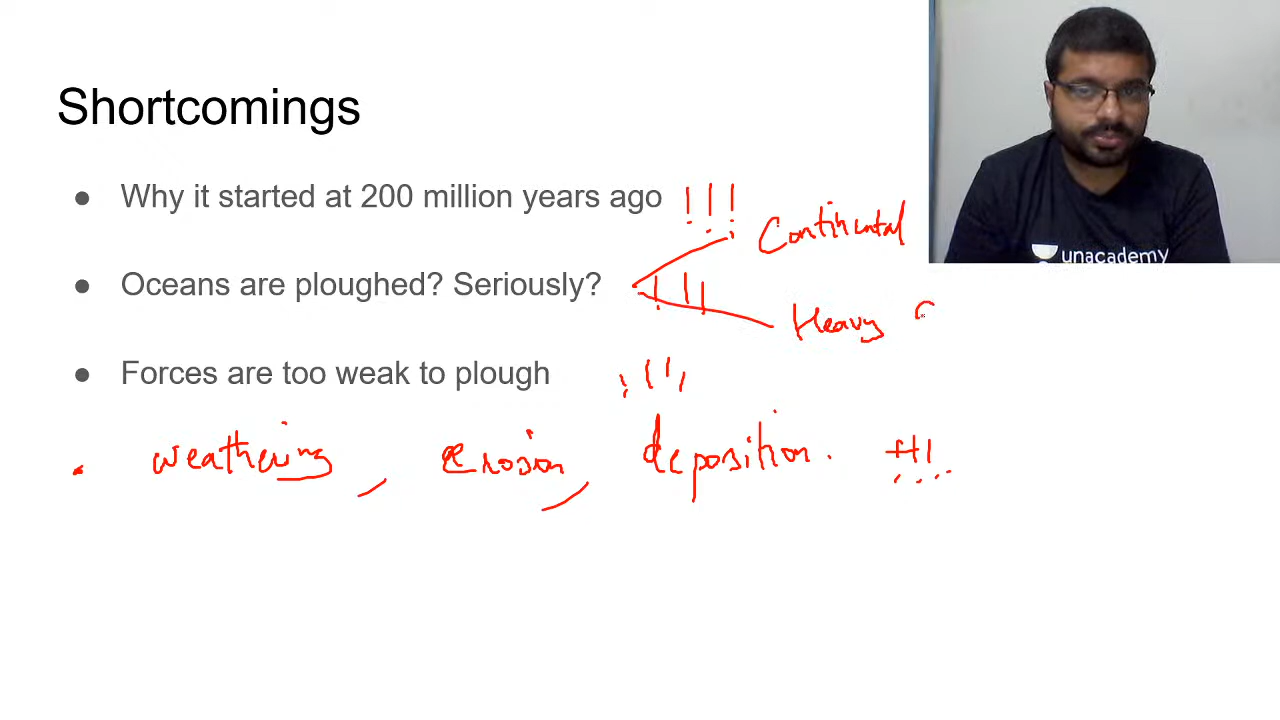 Shortcomings
● Why it started at 200 million years ago !!!
Continental
● Oceans are ploughed? Seriously? !!!
Heavy
● Forces are too weak to plough !!!!
• weathering, erosion, deposition.
unacademy